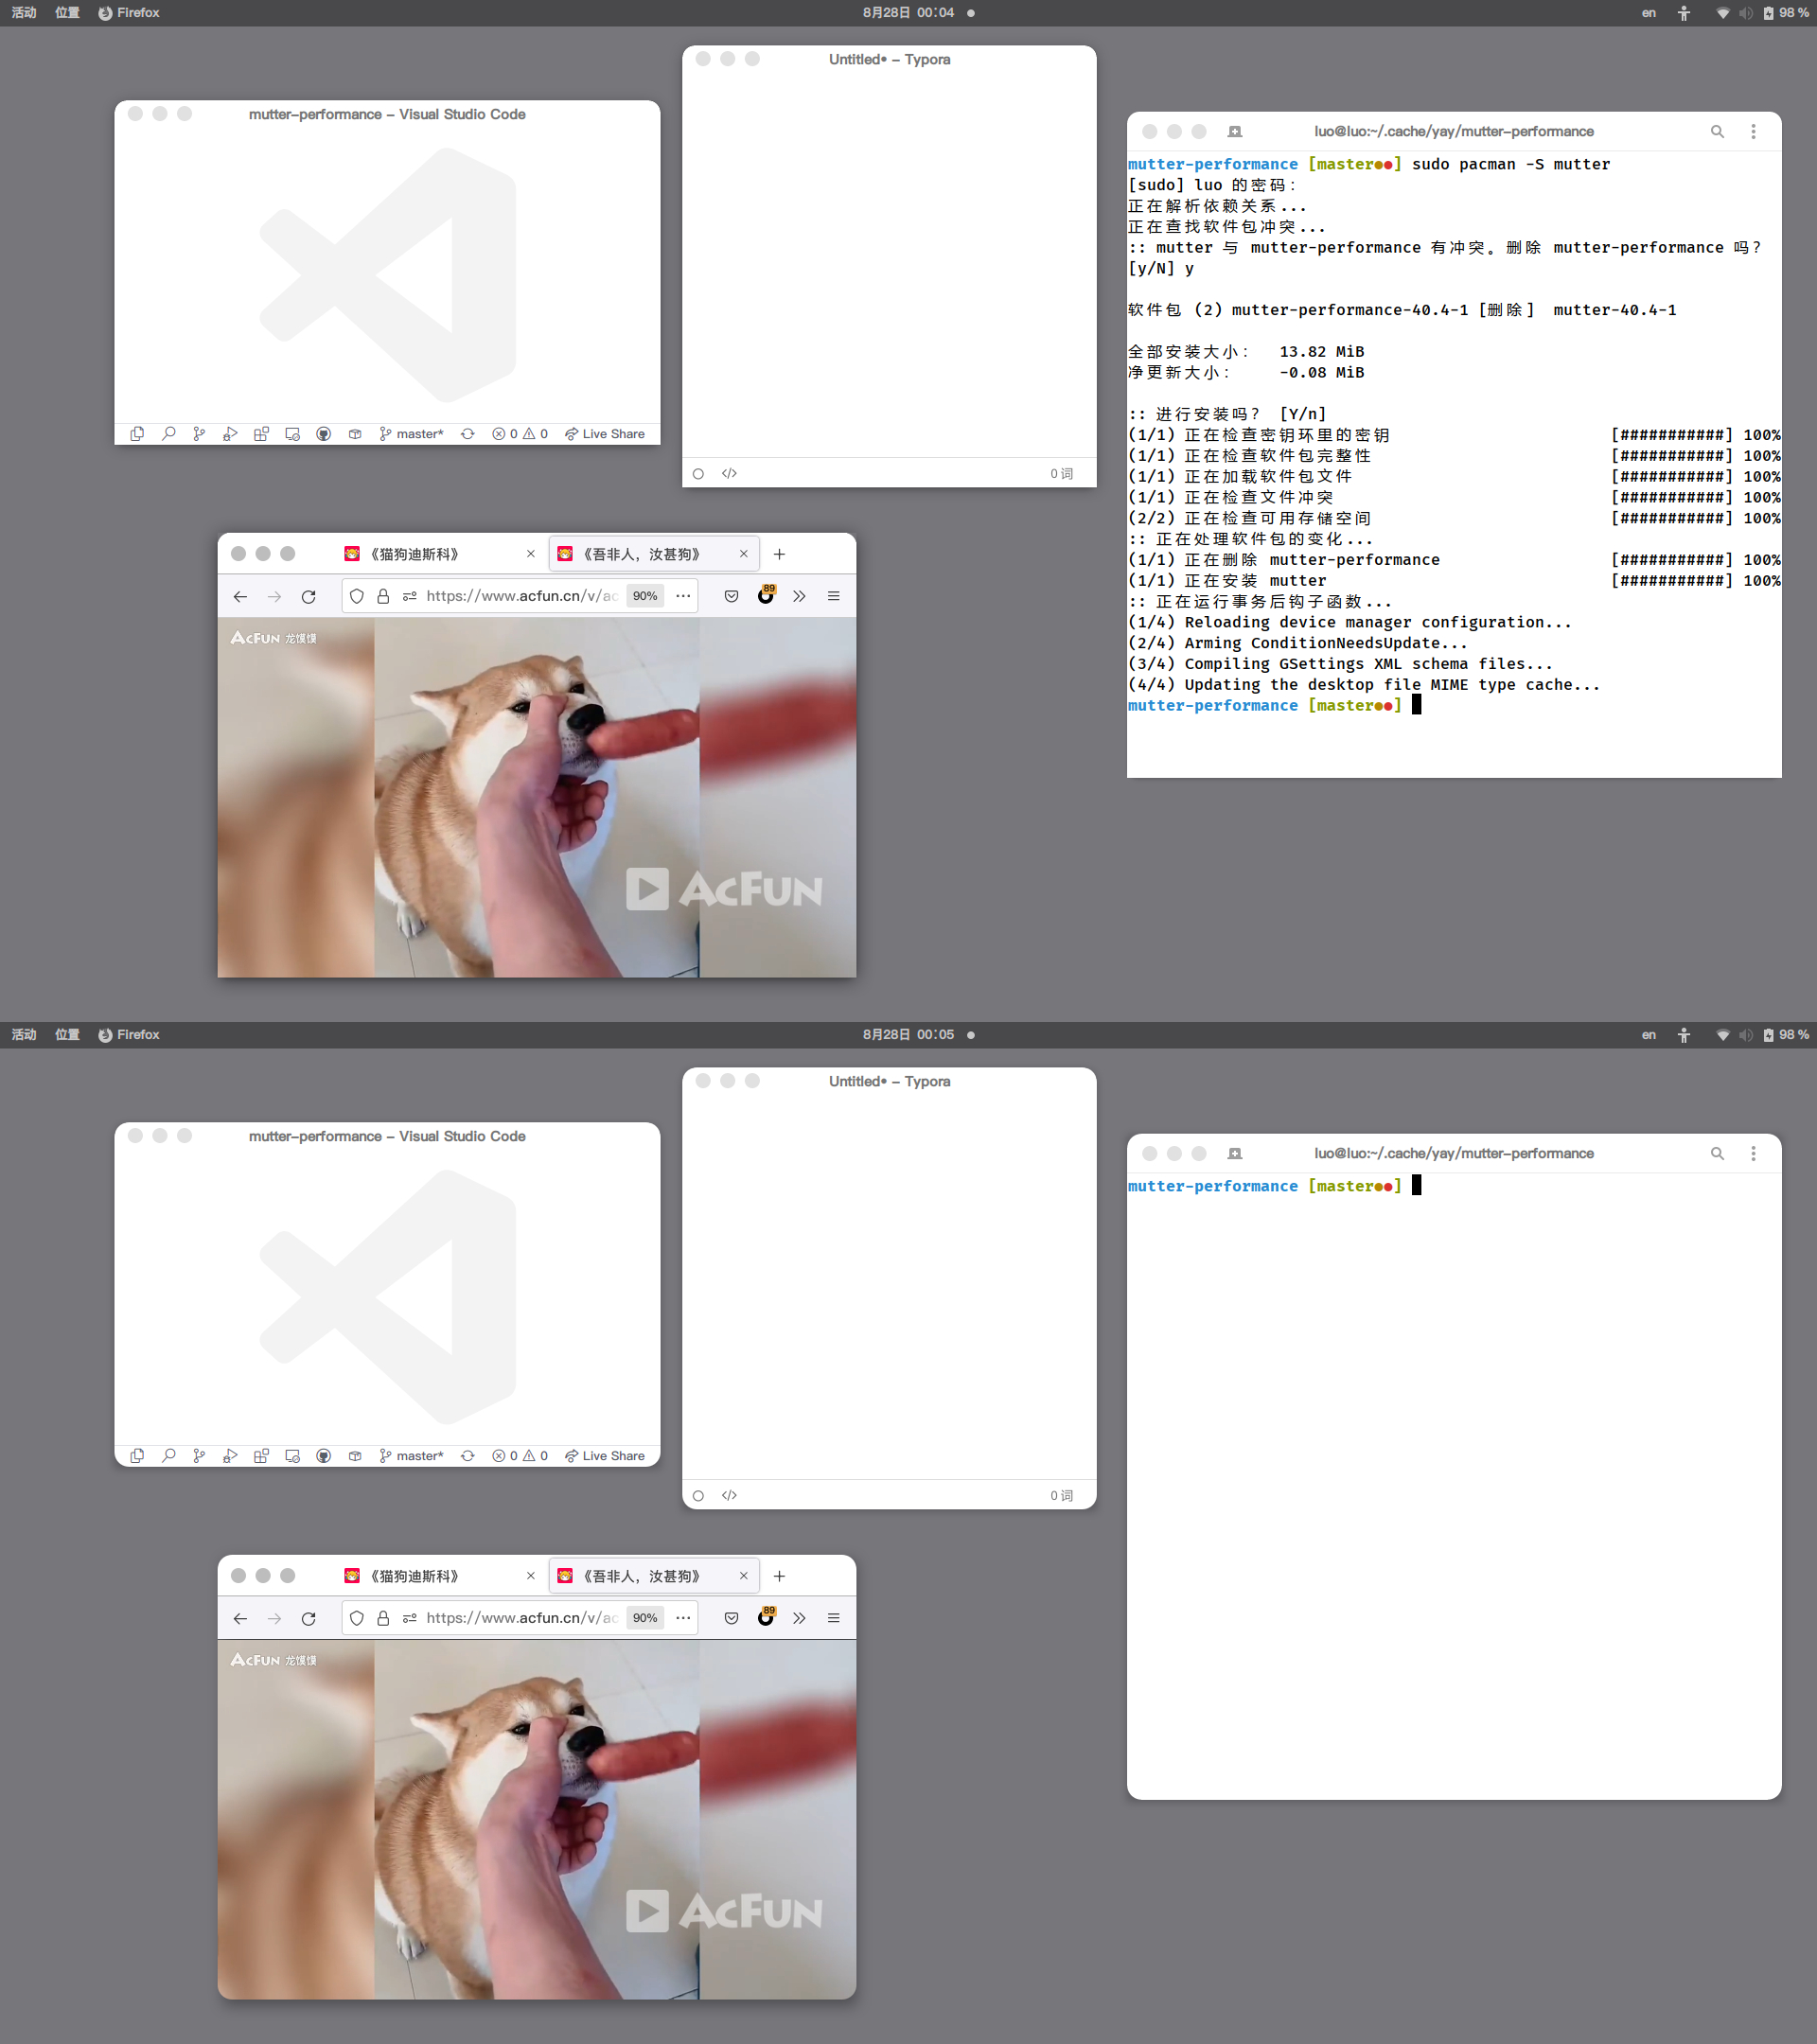 活动 位置 Firefox 8月28日 00:04 en 98 %
Untitled• - Typora
0 词
mutter-performance - Visual Studio Code
master* 0 0 Live Share
luo@luo:~/.cache/yay/mutter-performance
mutter-performance [master●●] sudo pacman -S mutter
[sudo] luo 的密码：
正在解析依赖关系...
正在查找软件包冲突...
:: mutter 与 mutter-performance 有冲突。删除 mutter-performance 吗？
[y/N] y
软件包 (2) mutter-performance-40.4-1 [删除] mutter-40.4-1
全部安装大小： 13.82 MiB
净更新大小： -0.08 MiB
:: 进行安装吗？ [Y/n]
(1/1) 正在检查密钥环里的密钥 [###########] 100%
(1/1) 正在检查软件包完整性 [###########] 100%
(1/1) 正在加载软件包文件 [###########] 100%
(1/1) 正在检查文件冲突 [###########] 100%
(2/2) 正在检查可用存储空间 [###########] 100%
:: 正在处理软件包的变化...
(1/1) 正在删除 mutter-performance [###########] 100%
(1/1) 正在安装 mutter [###########] 100%
:: 正在运行事务后钩子函数...
(1/4) Reloading device manager configuration...
(2/4) Arming ConditionNeedsUpdate...
(3/4) Compiling GSettings XML schema files...
(4/4) Updating the desktop file MIME type cache...
mutter-performance [master●●]
《猫狗迪斯科》 × 《吾非人，汝甚狗》 × +
https://www.acfun.cn/v/ac 90% ··· 89
ACFUN 龙馍馍
ACFUN
活动 位置 Firefox 8月28日 00:05 en 98 %
Untitled• - Typora
0 词
mutter-performance - Visual Studio Code
master* 0 0 Live Share
luo@luo:~/.cache/yay/mutter-performance
mutter-performance [master●●]
《猫狗迪斯科》 × 《吾非人，汝甚狗》 × +
https://www.acfun.cn/v/ac 90% ··· 89
ACFUN 龙馍馍
ACFUN